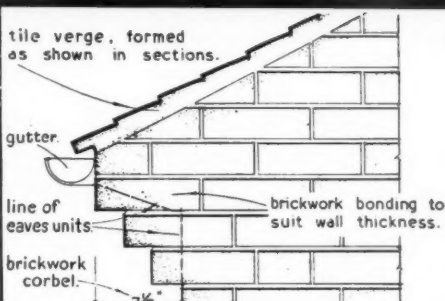 tile verge, formed
as shown in sections.
gutter.
line of
eaves units.
brickwork bonding to
suit wall thickness.
brickwork
corbel.